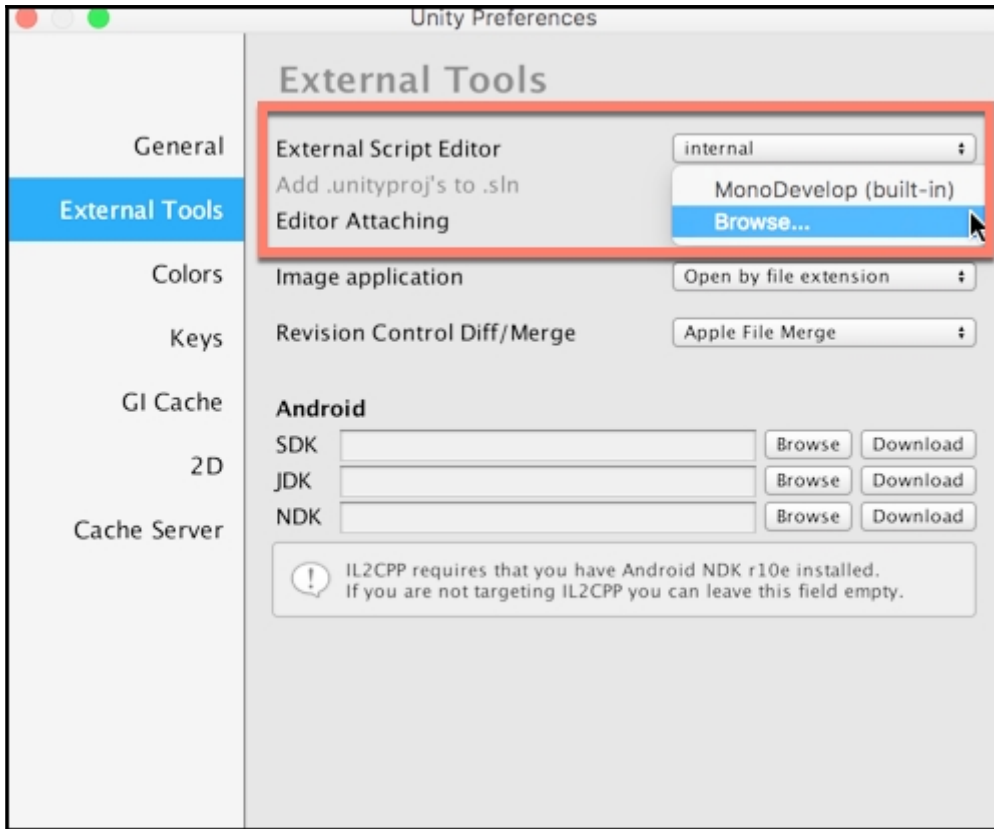 Unity Preferences
External Tools
General
External Tools
Colors
Keys
GI Cache
2D
Cache Server
External Script Editor
internal
Add .unityproj's to .sln
MonoDevelop (built-in)
Editor Attaching
Browse...
Image application
Open by file extension
Revision Control Diff/Merge
Apple File Merge
Android
SDK Browse Download
JDK Browse Download
NDK Browse Download
IL2CPP requires that you have Android NDK r10e installed.
If you are not targeting IL2CPP you can leave this field empty.